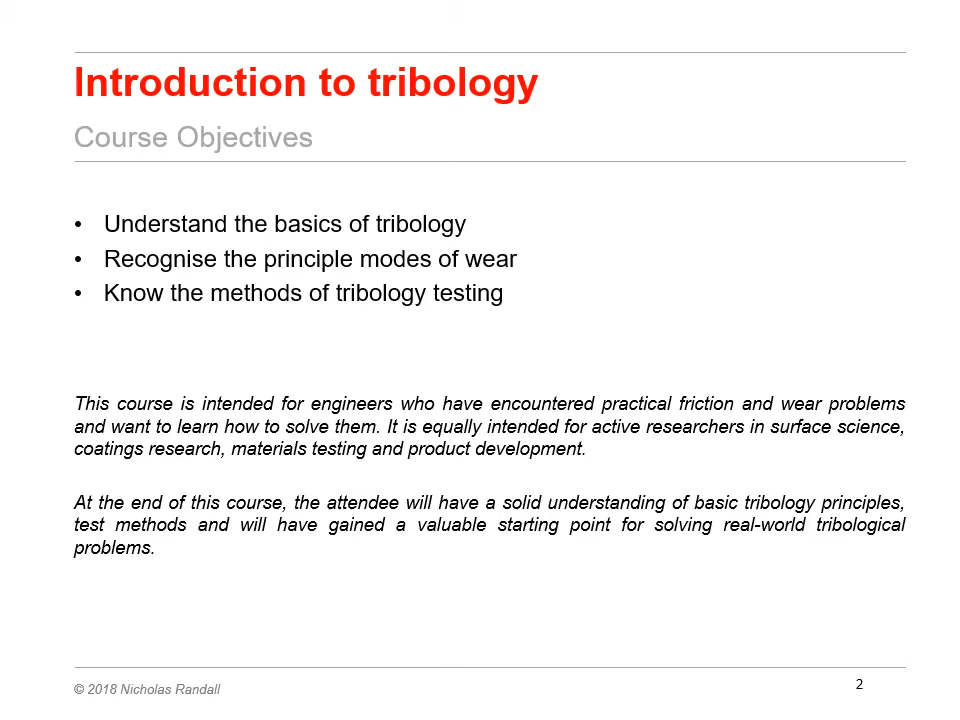 Introduction to tribology
Course Objectives
• Understand the basics of tribology
• Recognise the principle modes of wear
• Know the methods of tribology testing
This course is intended for engineers who have encountered practical friction and wear problems
and want to learn how to solve them. It is equally intended for active researchers in surface science,
coatings research, materials testing and product development.
At the end of this course, the attendee will have a solid understanding of basic tribology principles,
test methods and will have gained a valuable starting point for solving real-world tribological
problems.
© 2018 Nicholas Randall
2